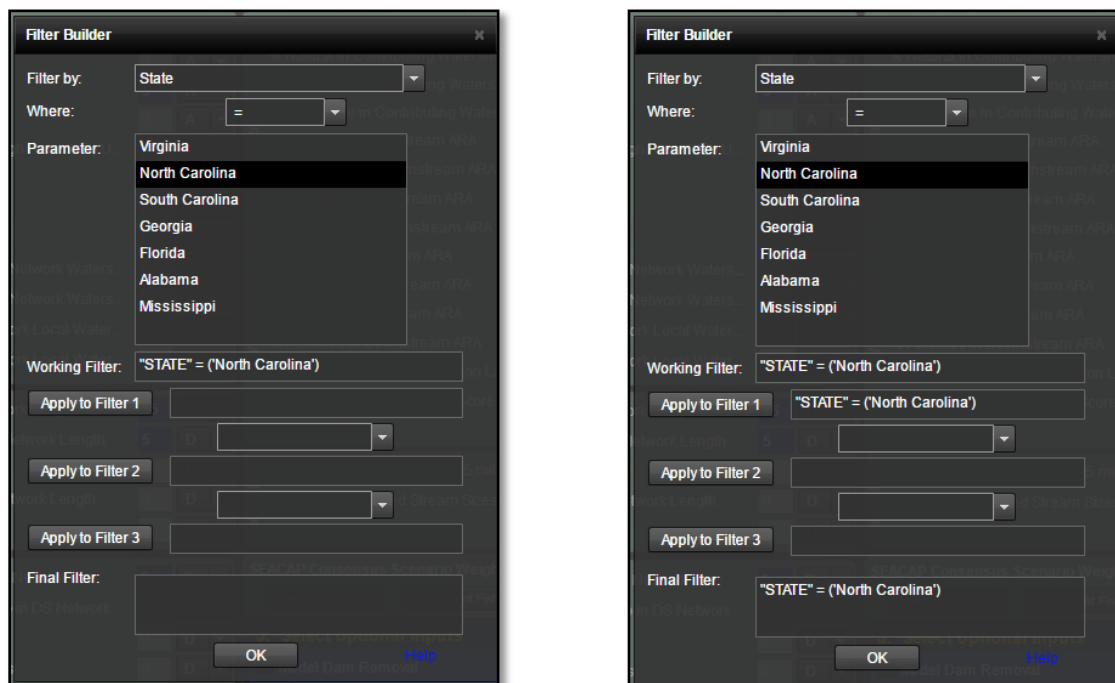 Filter Builder x
Filter by: State
Where: =
Parameter: Virginia
North Carolina
South Carolina
Georgia
Florida
Alabama
Mississippi
Working Filter: "STATE" = ('North Carolina')
Apply to Filter 1
Apply to Filter 2
Apply to Filter 3
Final Filter:
OK Help
Filter Builder x
Filter by: State
Where: =
Parameter: Virginia
North Carolina
South Carolina
Georgia
Florida
Alabama
Mississippi
Working Filter: "STATE" = ('North Carolina')
Apply to Filter 1 "STATE" = ('North Carolina')
Apply to Filter 2
Apply to Filter 3
Final Filter: "STATE" = ('North Carolina')
OK Help